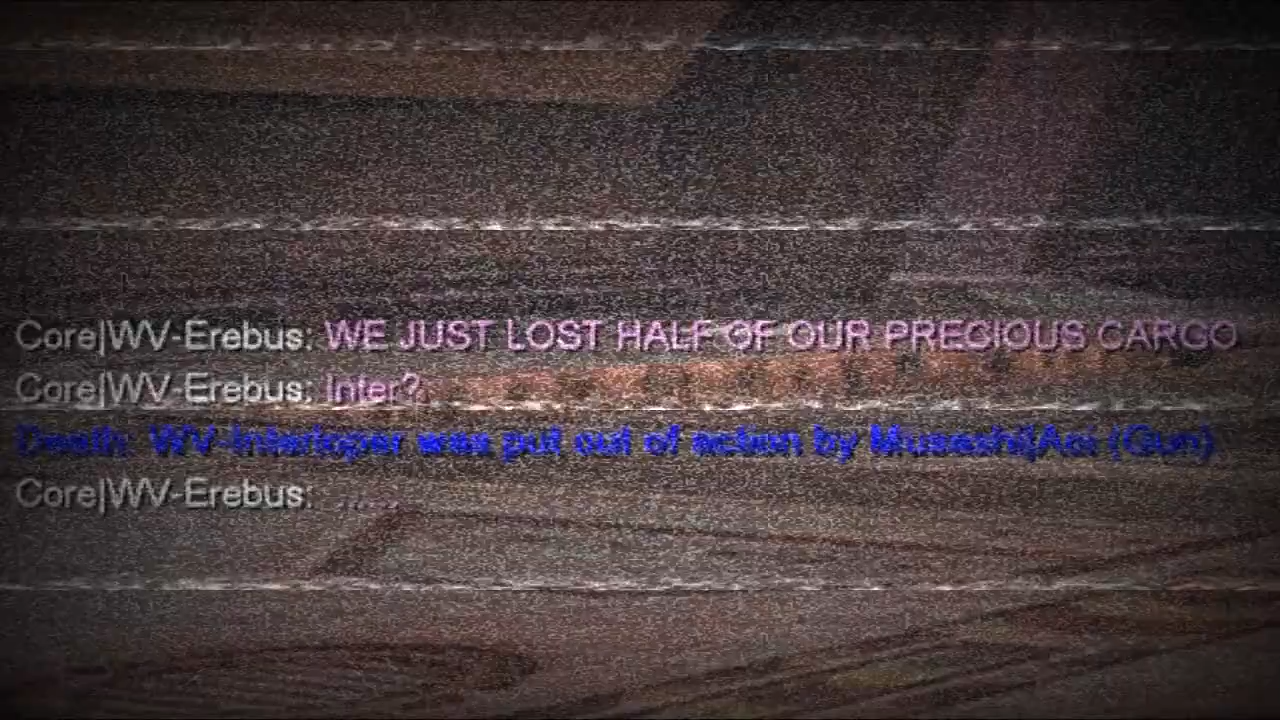 Core|WV-Erebus: WE JUST LOST HALF OF OUR PRECIOUS CARGO
Core|WV-Erebus: Inter?
Death: WV-Interloper was put out of action by Musashi|Aoi (Gun).
Core|WV-Erebus: ......